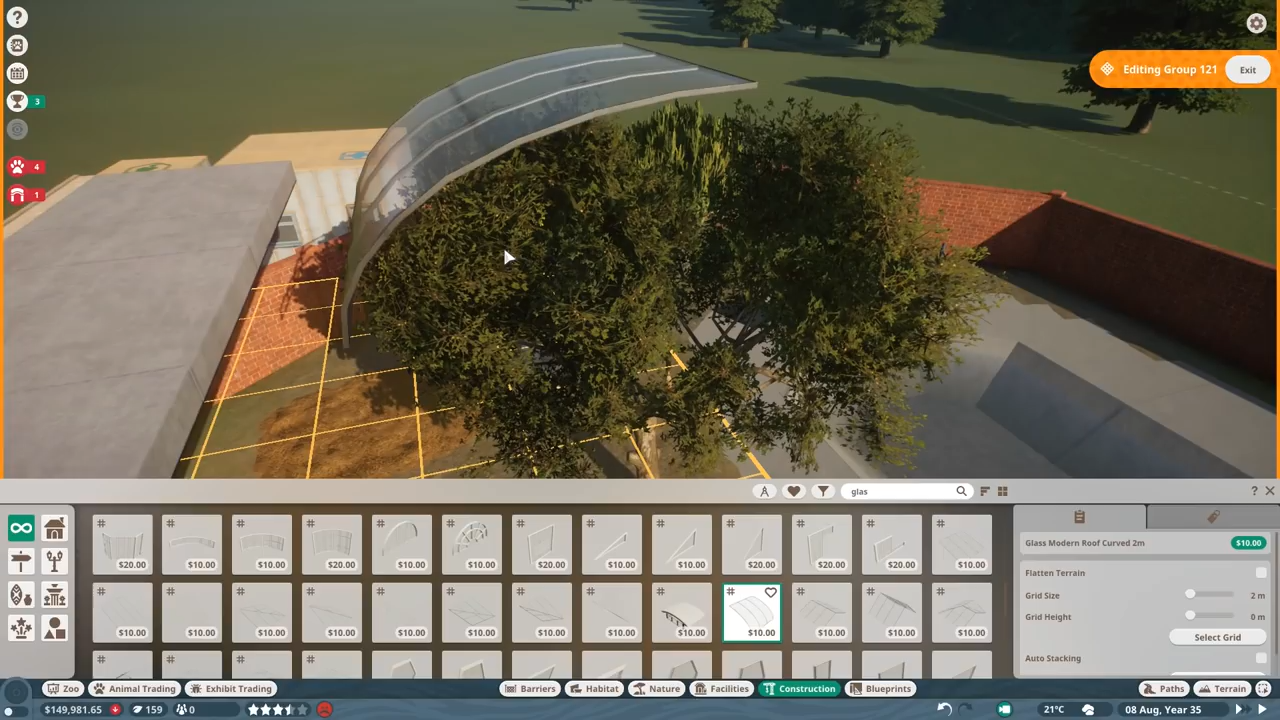 ?
Editing Group 121
Exit
3
4
1
glas
?
$20.00 $10.00 $10.00 $20.00 $10.00 $10.00 $20.00 $10.00 $10.00 $20.00 $20.00 $20.00 $10.00
$10.00 $10.00 $10.00 $10.00 $10.00 $10.00 $10.00 $10.00 $10.00 $10.00 $10.00 $10.00 $10.00
Glass Modern Roof Curved 2m $10.00
Flatten Terrain
Grid Size 2 m
Grid Height 0 m
Select Grid
Auto Stacking
Zoo Animal Trading Exhibit Trading Barriers Habitat Nature Facilities Construction Blueprints Paths Terrain
$149,981.65 159 0 21°C 08 Aug, Year 35